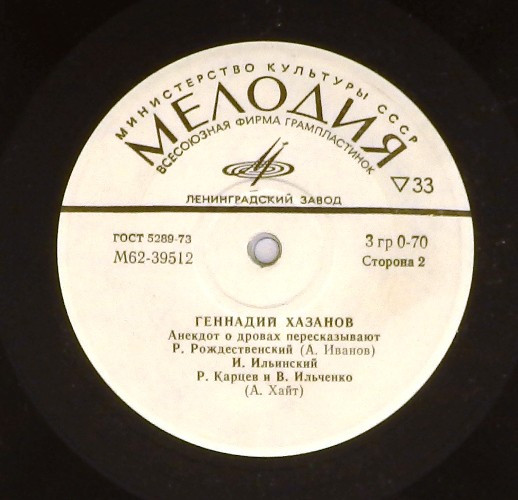 МИНИСТЕРСТВО КУЛЬТУРЫ СССР
МЕЛОДИЯ
ВСЕСОЮЗНАЯ ФИРМА ГРАМПЛАСТИНОК
▽33
ЛЕНИНГРАДСКИЙ ЗАВОД
ГОСТ 5289-73
3 гр 0-70
М62-39512
Сторона 2
ГЕННАДИЙ ХАЗАНОВ
Анекдот о дровах пересказывают
Р. Рождественский (А. Иванов)
И. Ильинский
Р. Карцев и В. Ильченко
(А. Хайт)